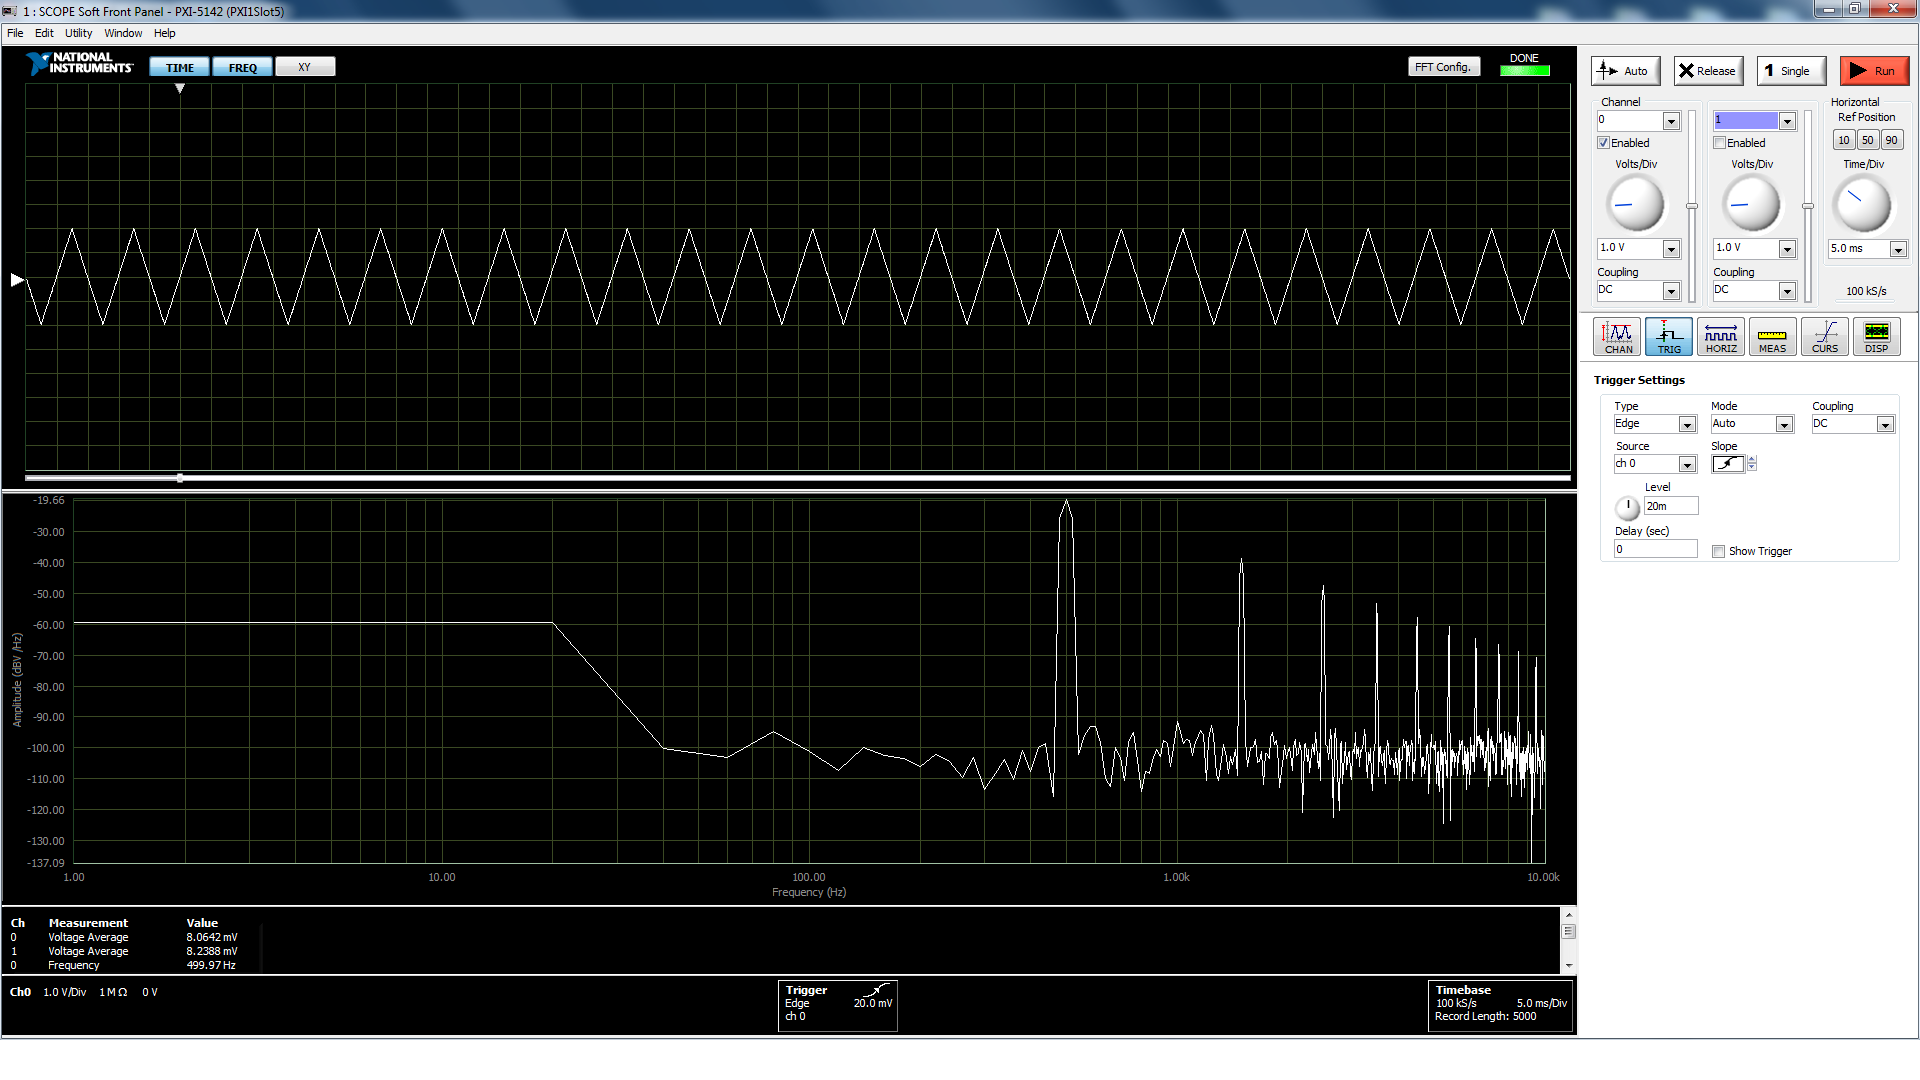 1 : SCOPE Soft Front Panel - PXI-5142 (PXI1Slot5)
File Edit Utility Window Help
NATIONAL INSTRUMENTS
TIME FREQ XY
FFT Config.
DONE
Auto Release 1 Single Run
Channel
0
Enabled
Volts/Div
1.0 V
Coupling
DC
1
Enabled
Volts/Div
1.0 V
Coupling
DC
Horizontal
Ref Position
10 50 90
Time/Div
5.0 ms
100 kS/s
CHAN TRIG HORIZ MEAS CURS DISP
Trigger Settings
Type Mode Coupling
Edge Auto DC
Source Slope
ch 0
Level
20m
Delay (sec)
0
Show Trigger
-19.66
-30.00
-40.00
-50.00
-60.00
-70.00
-80.00
-90.00
-100.00
-110.00
-120.00
-130.00
-137.09
Amplitude (dBV /Hz)
1.00 10.00 100.00 1.00k 10.00k
Frequency (Hz)
Ch Measurement Value
0 Voltage Average 8.0642 mV
1 Voltage Average 8.2388 mV
0 Frequency 499.97 Hz
Ch0 1.0 V/Div 1 M Ω 0 V
Trigger
Edge 20.0 mV
ch 0
Timebase
100 kS/s 5.0 ms/Div
Record Length: 5000